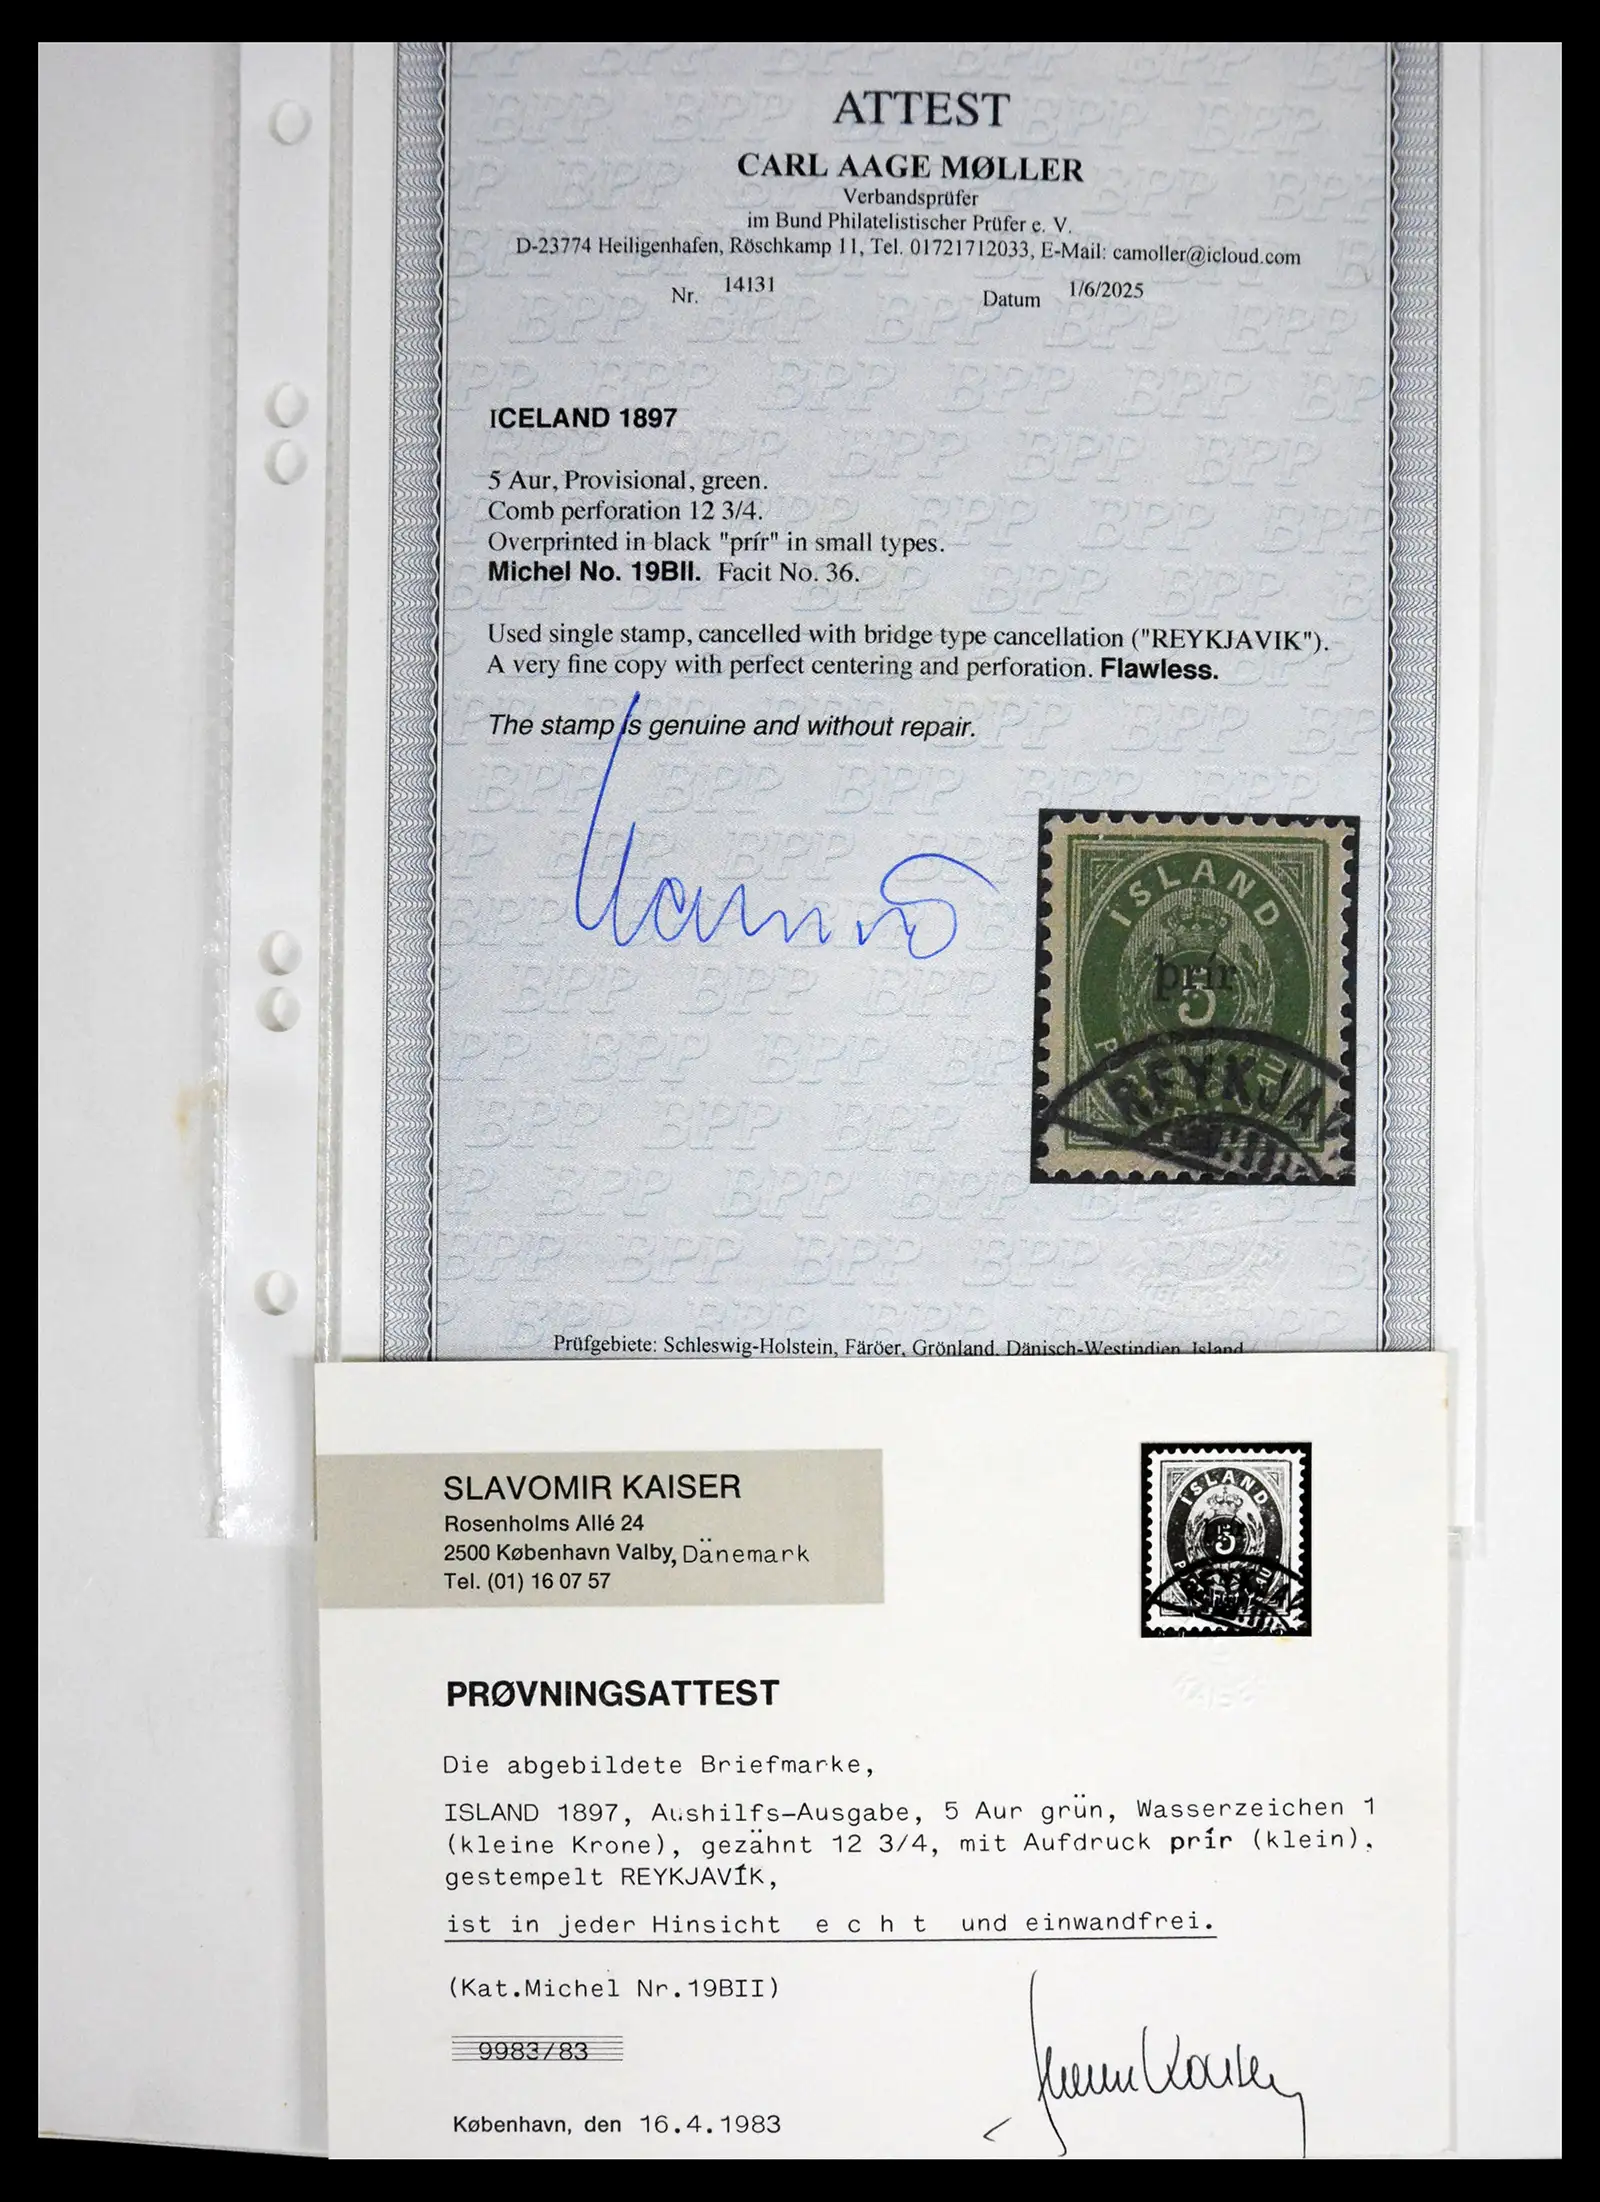 ATTEST
CARL AAGE MØLLER
Verbandsprüfer
im Bund Philatelistischer Prüfer e. V.
D-23774 Heiligenhafen, Röschkamp 11, Tel. 01721712033, E-Mail: camoller@icloud.com
Nr. 14131 Datum 1/6/2025
ICELAND 1897
5 Aur, Provisional, green.
Comb perforation 12 3/4.
Overprinted in black "prír" in small types.
Michel No. 19BII. Facit No. 36.
Used single stamp, cancelled with bridge type cancellation ("REYKJAVIK").
A very fine copy with perfect centering and perforation. Flawless.
The stamp is genuine and without repair.
ÍSLAND
þrír
5
REYKJA
Prüfgebiete: Schleswig-Holstein, Färöer, Grönland, Dänisch-Westindien, Island
SLAVOMIR KAISER
Rosenholms Allé 24
2500 København Valby, Dänemark
Tel. (01) 16 07 57
ÍSLAND
5
REYKJA
PRØVNINGSATTEST
Die abgebildete Briefmarke,
ISLAND 1897, Aushilfs-Ausgabe, 5 Aur grün, Wasserzeichen 1
(kleine Krone), gezähnt 12 3/4, mit Aufdruck prír (klein),
gestempelt REYKJAVÍK,
ist in jeder Hinsicht e c h t und einwandfrei.
(Kat.Michel Nr.19BII)
9983/83
København, den 16.4.1983